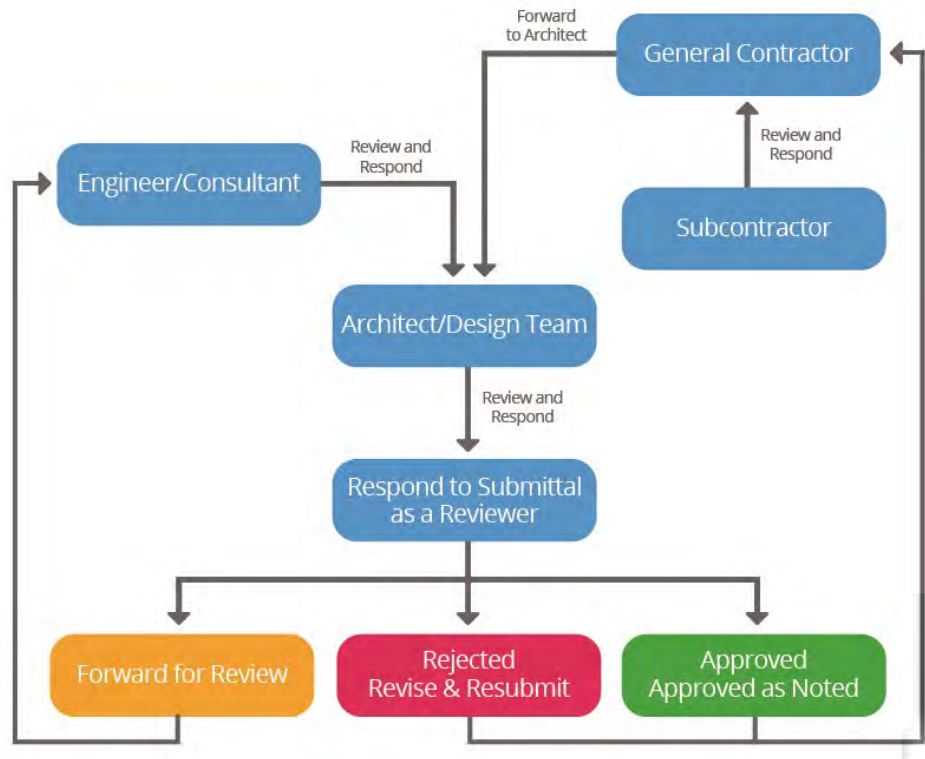 Forward
to Architect
General Contractor
Review and
Respond
Engineer/Consultant
Review and
Respond
Subcontractor
Architect/Design Team
Review and
Respond
Respond to Submittal
as a Reviewer
Forward for Review
Rejected
Revise & Resubmit
Approved
Approved as Noted